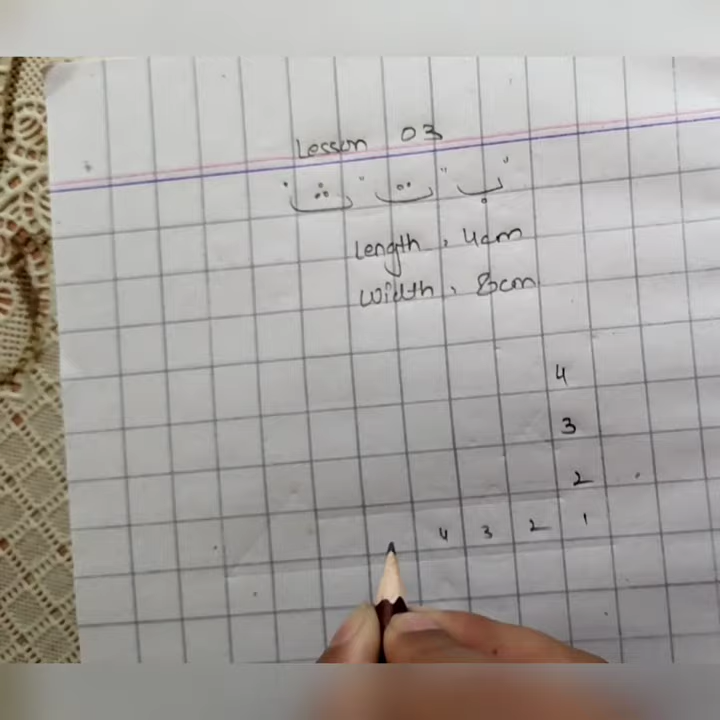 Lesson 03
"ب" "ت" "ث"
Length, 4cm
Width, 8cm
4
3
2
4 3 2 1